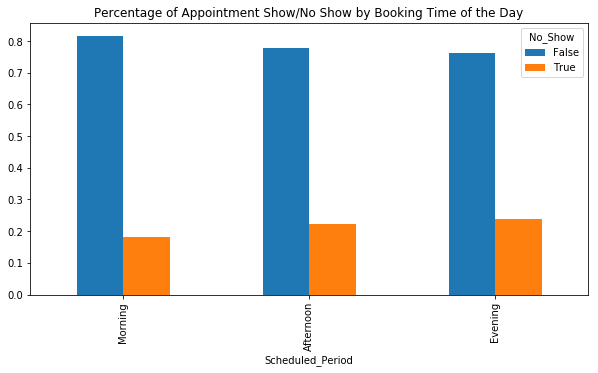 Percentage of Appointment Show/No Show by Booking Time of the Day
No_Show
False
True
0.8
0.7
0.6
0.5
0.4
0.3
0.2
0.1
0.0
Morning
Afternoon
Evening
Scheduled_Period